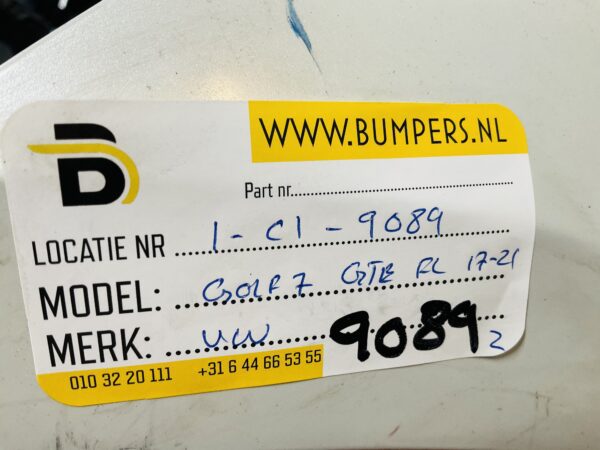 WWW.BUMPERS.NL
Part nr.
LOCATIE NR 1-C1-9089
MODEL: GOLF 7 GTE FL 17-21
MERK: VW 9089 2
010 32 20 111 +31 6 44 66 53 55